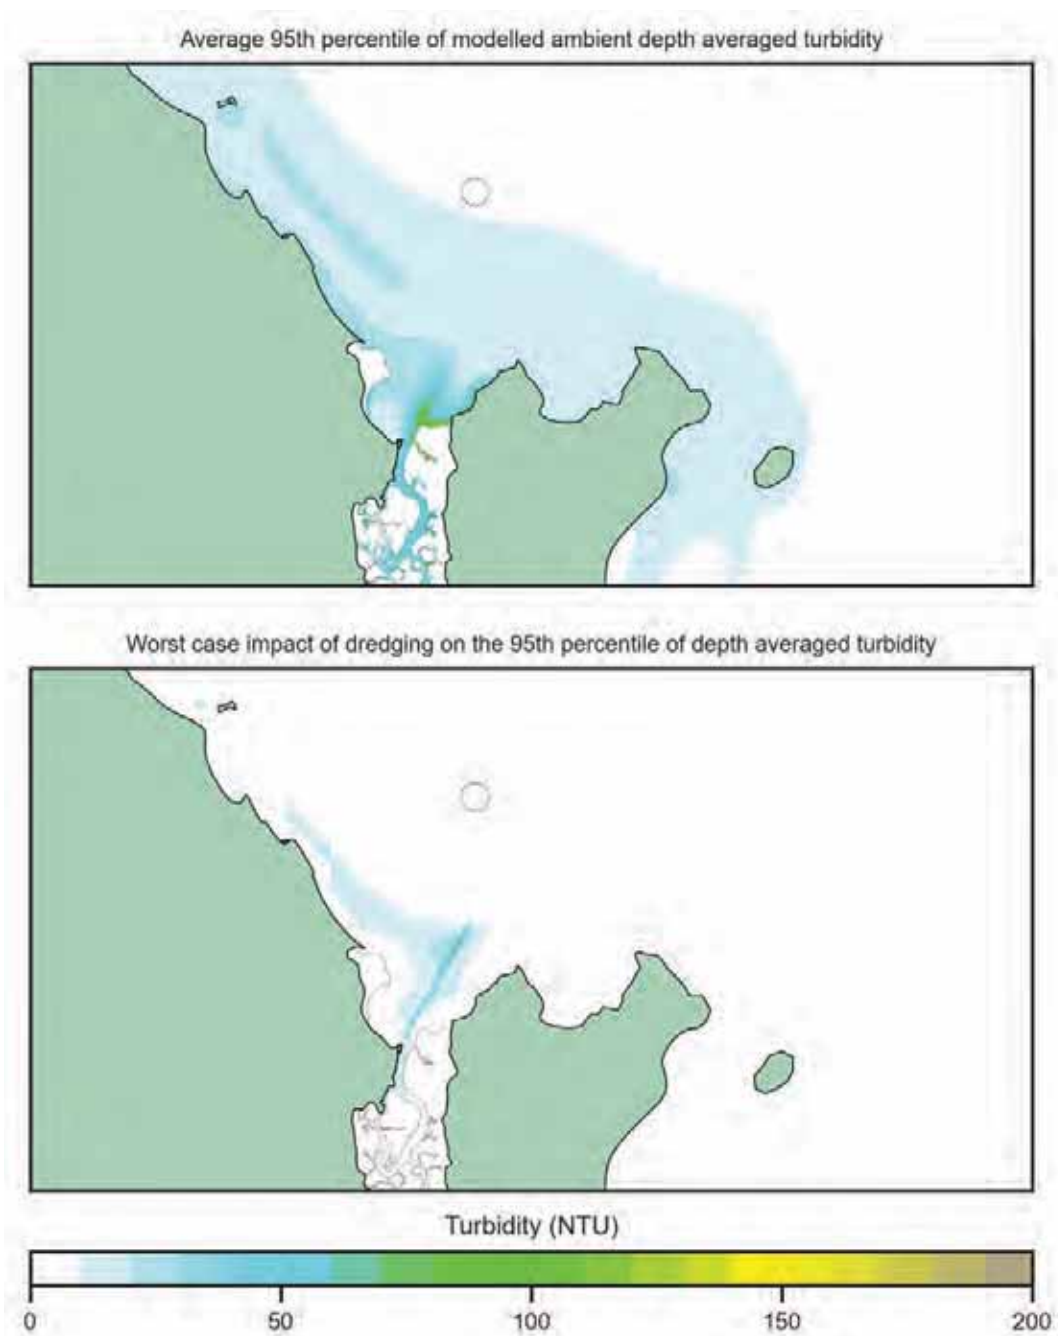 Average 95th percentile of modelled ambient depth averaged turbidity
Worst case impact of dredging on the 95th percentile of depth averaged turbidity
Turbidity (NTU)
0 50 100 150 200